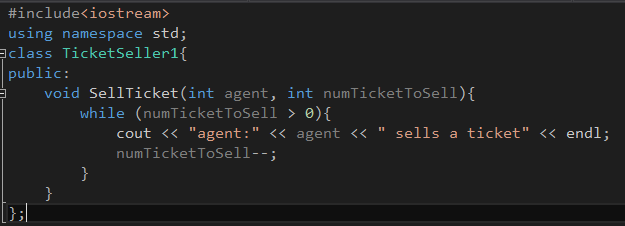 #include<iostream>
using namespace std;
class TicketSeller1{
public:
    void SellTicket(int agent, int numTicketToSell){
        while (numTicketToSell > 0){
            cout << "agent:" << agent << " sells a ticket" << endl;
            numTicketToSell--;
        }
    }
};